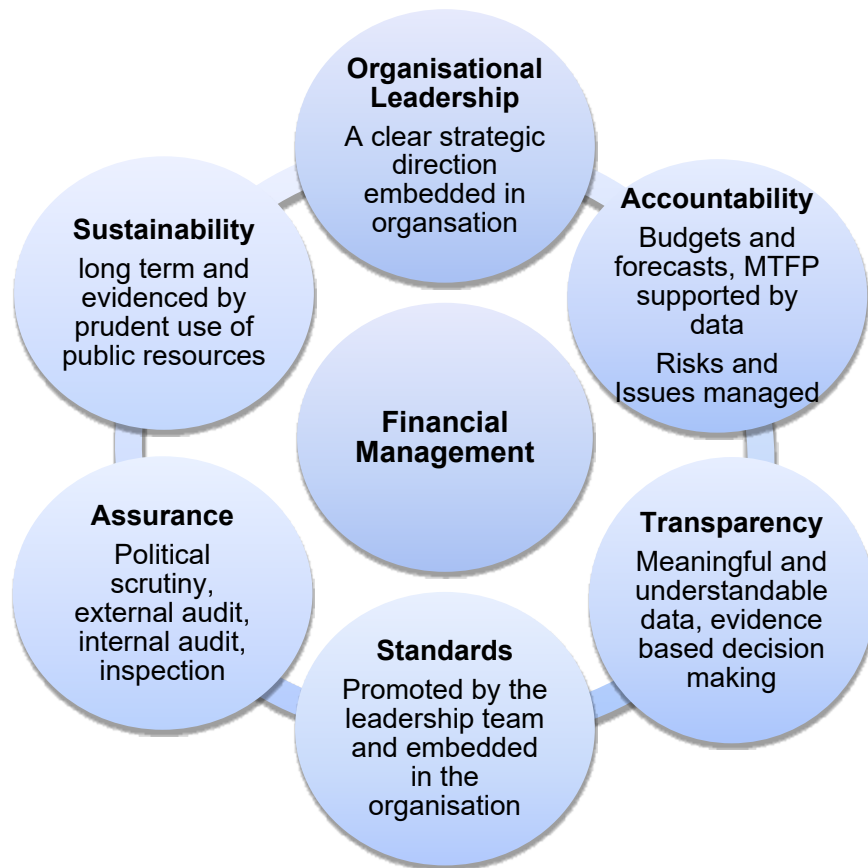 Organisational
Leadership
A clear strategic
direction
embedded in
organsation
Accountability
Budgets and
forecasts, MTFP
supported by
data
Risks and
Issues managed
Transparency
Meaningful and
understandable
data, evidence
based decision
making
Standards
Promoted by the
leadership team
and embedded
in the
organisation
Assurance
Political
scrutiny,
external audit,
internal audit,
inspection
Sustainability
long term and
evidenced by
prudent use of
public resources
Financial
Management